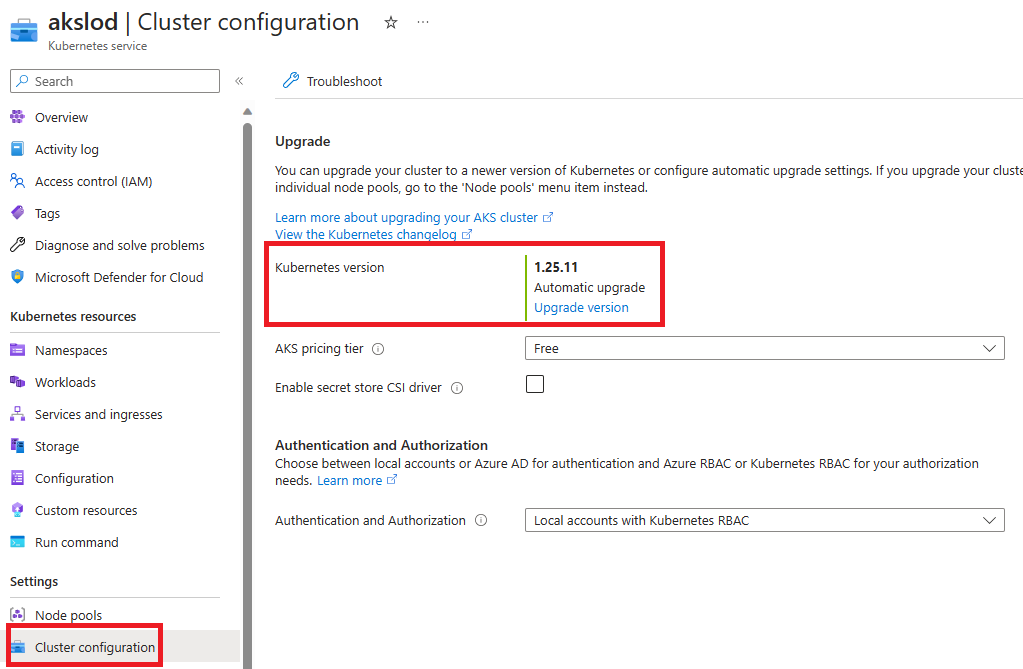 akslod | Cluster configuration ☆ ···
Kubernetes service
Search «
Overview
Activity log
Access control (IAM)
Tags
Diagnose and solve problems
Microsoft Defender for Cloud
Kubernetes resources
Namespaces
Workloads
Services and ingresses
Storage
Configuration
Custom resources
Run command
Settings
Node pools
Cluster configuration
Troubleshoot
Upgrade
You can upgrade your cluster to a newer version of Kubernetes or configure automatic upgrade settings. If you upgrade your cluste
individual node pools, go to the 'Node pools' menu item instead.
Learn more about upgrading your AKS cluster
View the Kubernetes changelog
Kubernetes version 1.25.11
Automatic upgrade
Upgrade version
AKS pricing tier Free
Enable secret store CSI driver
Authentication and Authorization
Choose between local accounts or Azure AD for authentication and Azure RBAC or Kubernetes RBAC for your authorization
needs. Learn more
Authentication and Authorization Local accounts with Kubernetes RBAC